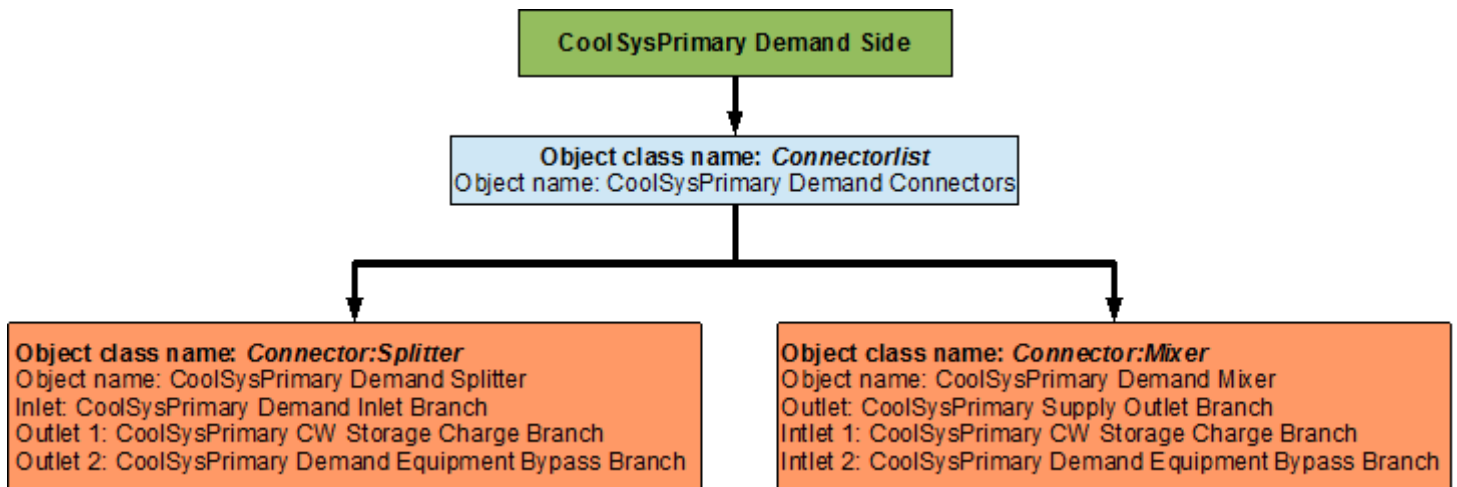 CoolSysPrimary Demand Side
Object class name: Connectorlist
Object name: CoolSysPrimary Demand Connectors
Object class name: Connector:Splitter
Object name: CoolSysPrimary Demand Splitter
Inlet: CoolSysPrimary Demand Inlet Branch
Outlet 1: CoolSysPrimary CW Storage Charge Branch
Outlet 2: CoolSysPrimary Demand Equipment Bypass Branch
Object class name: Connector:Mixer
Object name: CoolSysPrimary Demand Mixer
Outlet: CoolSysPrimary Supply Outlet Branch
Intlet 1: CoolSysPrimary CW Storage Charge Branch
Intlet 2: CoolSysPrimary Demand Equipment Bypass Branch